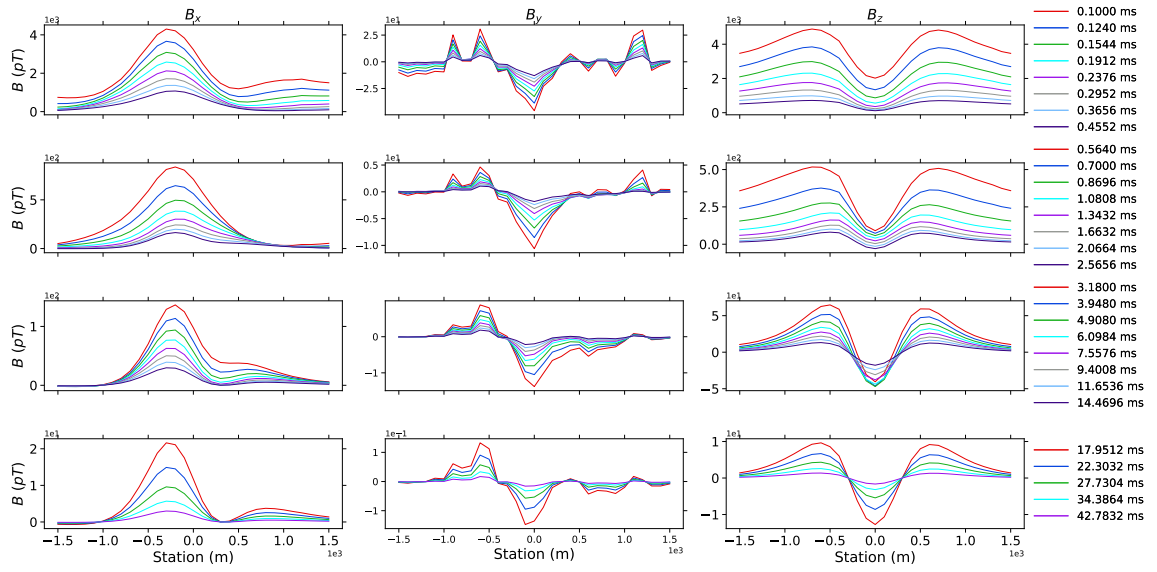 B_x B_y B_z
1e3 1e1 1e3
B (pT)
4
2
0
2.5
0.0
−2.5
4
2
0
0.1000 ms
0.1240 ms
0.1544 ms
0.1912 ms
0.2376 ms
0.2952 ms
0.3656 ms
0.4552 ms
1e2 1e1 1e2
B (pT)
5
0
0.5
0.0
−0.5
−1.0
5.0
2.5
0.0
0.5640 ms
0.7000 ms
0.8696 ms
1.0808 ms
1.3432 ms
1.6632 ms
2.0664 ms
2.5656 ms
1e2 5e1
B (pT)
1
0
0
−1
0
−5
3.1800 ms
3.9480 ms
4.9080 ms
6.0984 ms
7.5576 ms
9.4008 ms
11.6536 ms
14.4696 ms
1e1 1e−1 1e1
B (pT)
2
1
0
1
0
−1
1
0
−1
17.9512 ms
22.3032 ms
27.7304 ms
34.3864 ms
42.7832 ms
−1.5 −1.0 −0.5 0.0 0.5 1.0 1.5
−1.5 −1.0 −0.5 0.0 0.5 1.0 1.5
−1.5 −1.0 −0.5 0.0 0.5 1.0 1.5
Station (m) 1e3
Station (m) 1e3
Station (m) 1e3